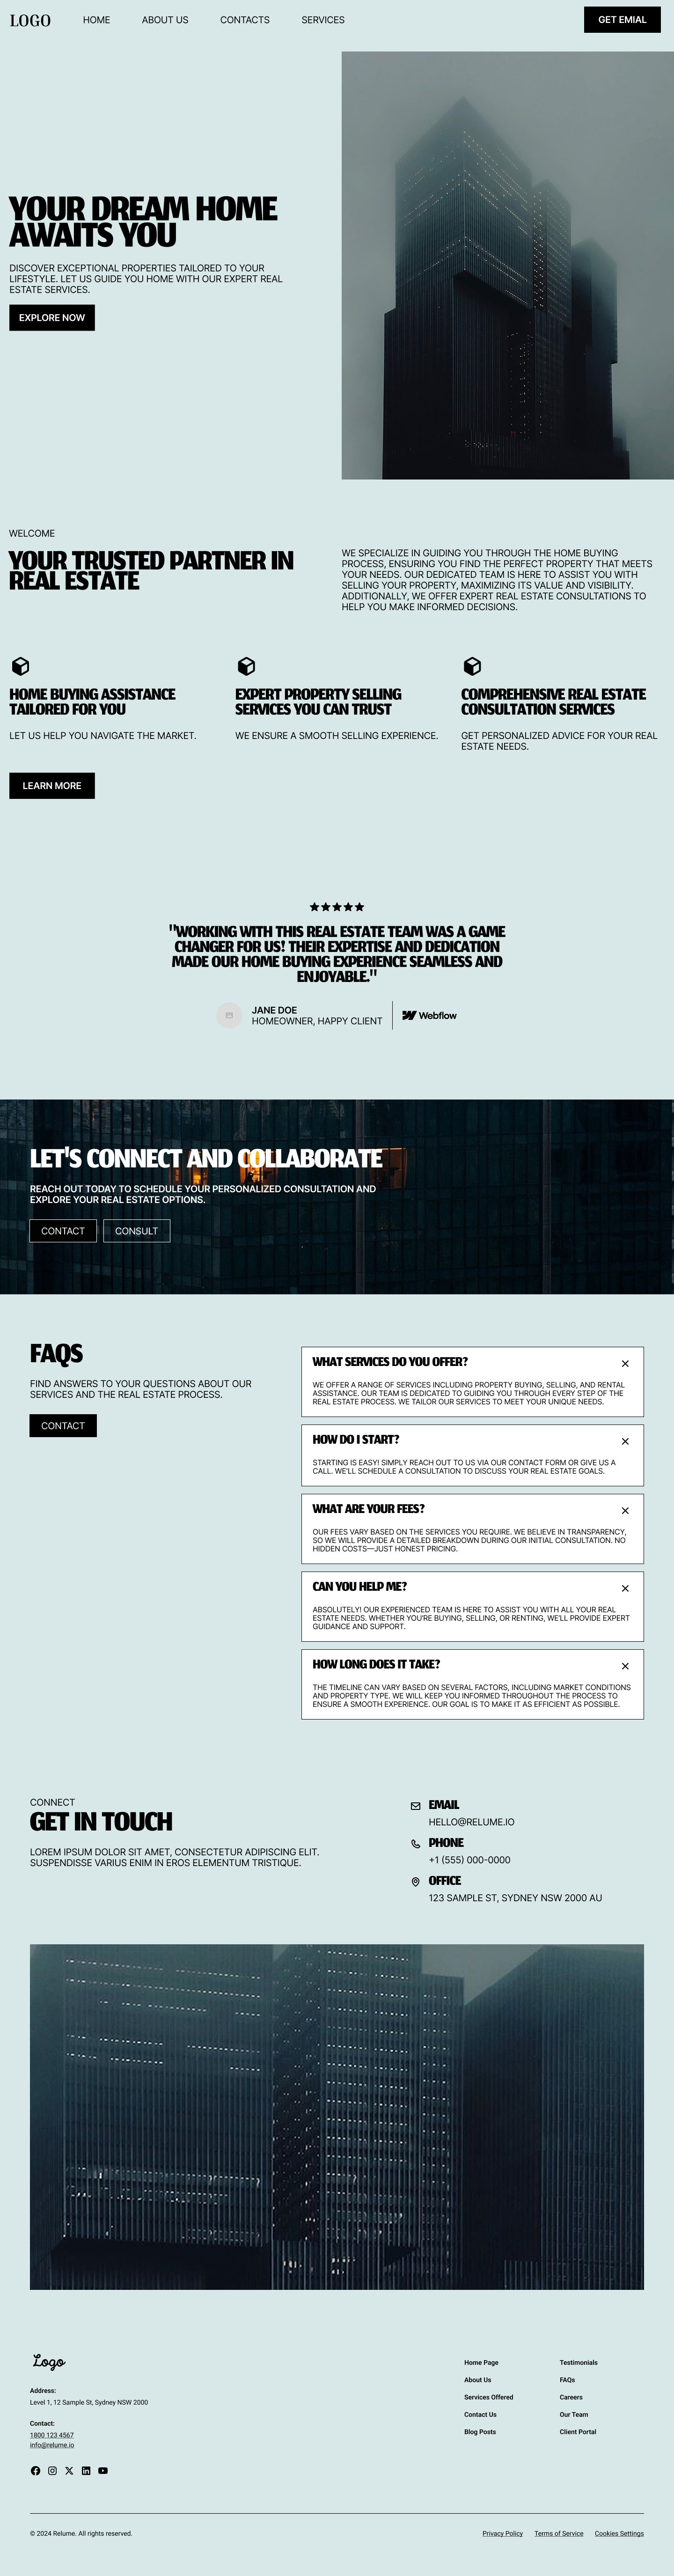 LOGO
HOME
ABOUT US
CONTACTS
SERVICES
GET EMIAL
YOUR DREAM HOME
AWAITS YOU
DISCOVER EXCEPTIONAL PROPERTIES TAILORED TO YOUR
LIFESTYLE. LET US GUIDE YOU HOME WITH OUR EXPERT REAL
ESTATE SERVICES.
EXPLORE NOW
WELCOME
YOUR TRUSTED PARTNER IN
REAL ESTATE
WE SPECIALIZE IN GUIDING YOU THROUGH THE HOME BUYING
PROCESS, ENSURING YOU FIND THE PERFECT PROPERTY THAT MEETS
YOUR NEEDS. OUR DEDICATED TEAM IS HERE TO ASSIST YOU WITH
SELLING YOUR PROPERTY, MAXIMIZING ITS VALUE AND VISIBILITY.
ADDITIONALLY, WE OFFER EXPERT REAL ESTATE CONSULTATIONS TO
HELP YOU MAKE INFORMED DECISIONS.
HOME BUYING ASSISTANCE
TAILORED FOR YOU
LET US HELP YOU NAVIGATE THE MARKET.
EXPERT PROPERTY SELLING
SERVICES YOU CAN TRUST
WE ENSURE A SMOOTH SELLING EXPERIENCE.
COMPREHENSIVE REAL ESTATE
CONSULTATION SERVICES
GET PERSONALIZED ADVICE FOR YOUR REAL
ESTATE NEEDS.
LEARN MORE
"WORKING WITH THIS REAL ESTATE TEAM WAS A GAME
CHANGER FOR US! THEIR EXPERTISE AND DEDICATION
MADE OUR HOME BUYING EXPERIENCE SEAMLESS AND
ENJOYABLE."
JANE DOE
HOMEOWNER, HAPPY CLIENT
Webflow
LET'S CONNECT AND COLLABORATE
REACH OUT TODAY TO SCHEDULE YOUR PERSONALIZED CONSULTATION AND
EXPLORE YOUR REAL ESTATE OPTIONS.
CONTACT
CONSULT
FAQS
FIND ANSWERS TO YOUR QUESTIONS ABOUT OUR
SERVICES AND THE REAL ESTATE PROCESS.
CONTACT
WHAT SERVICES DO YOU OFFER?
WE OFFER A RANGE OF SERVICES INCLUDING PROPERTY BUYING, SELLING, AND RENTAL
ASSISTANCE. OUR TEAM IS DEDICATED TO GUIDING YOU THROUGH EVERY STEP OF THE
REAL ESTATE PROCESS. WE TAILOR OUR SERVICES TO MEET YOUR UNIQUE NEEDS.
HOW DO I START?
STARTING IS EASY! SIMPLY REACH OUT TO US VIA OUR CONTACT FORM OR GIVE US A
CALL. WE'LL SCHEDULE A CONSULTATION TO DISCUSS YOUR REAL ESTATE GOALS.
WHAT ARE YOUR FEES?
OUR FEES VARY BASED ON THE SERVICES YOU REQUIRE. WE BELIEVE IN TRANSPARENCY,
SO WE WILL PROVIDE A DETAILED BREAKDOWN DURING OUR INITIAL CONSULTATION. NO
HIDDEN COSTS—JUST HONEST PRICING.
CAN YOU HELP ME?
ABSOLUTELY! OUR EXPERIENCED TEAM IS HERE TO ASSIST YOU WITH ALL YOUR REAL
ESTATE NEEDS. WHETHER YOU'RE BUYING, SELLING, OR RENTING, WE'LL PROVIDE EXPERT
GUIDANCE AND SUPPORT.
HOW LONG DOES IT TAKE?
THE TIMELINE CAN VARY BASED ON SEVERAL FACTORS, INCLUDING MARKET CONDITIONS
AND PROPERTY TYPE. WE WILL KEEP YOU INFORMED THROUGHOUT THE PROCESS TO
ENSURE A SMOOTH EXPERIENCE. OUR GOAL IS TO MAKE IT AS EFFICIENT AS POSSIBLE.
CONNECT
GET IN TOUCH
LOREM IPSUM DOLOR SIT AMET, CONSECTETUR ADIPISCING ELIT.
SUSPENDISSE VARIUS ENIM IN EROS ELEMENTUM TRISTIQUE.
EMAIL
HELLO@RELUME.IO
PHONE
+1 (555) 000-0000
OFFICE
123 SAMPLE ST, SYDNEY NSW 2000 AU
Logo
Address:
Level 1, 12 Sample St, Sydney NSW 2000
Contact:
1800 123 4567
info@relume.io
Home Page
About Us
Services Offered
Contact Us
Blog Posts
Testimonials
FAQs
Careers
Our Team
Client Portal
© 2024 Relume. All rights reserved.
Privacy Policy
Terms of Service
Cookies Settings